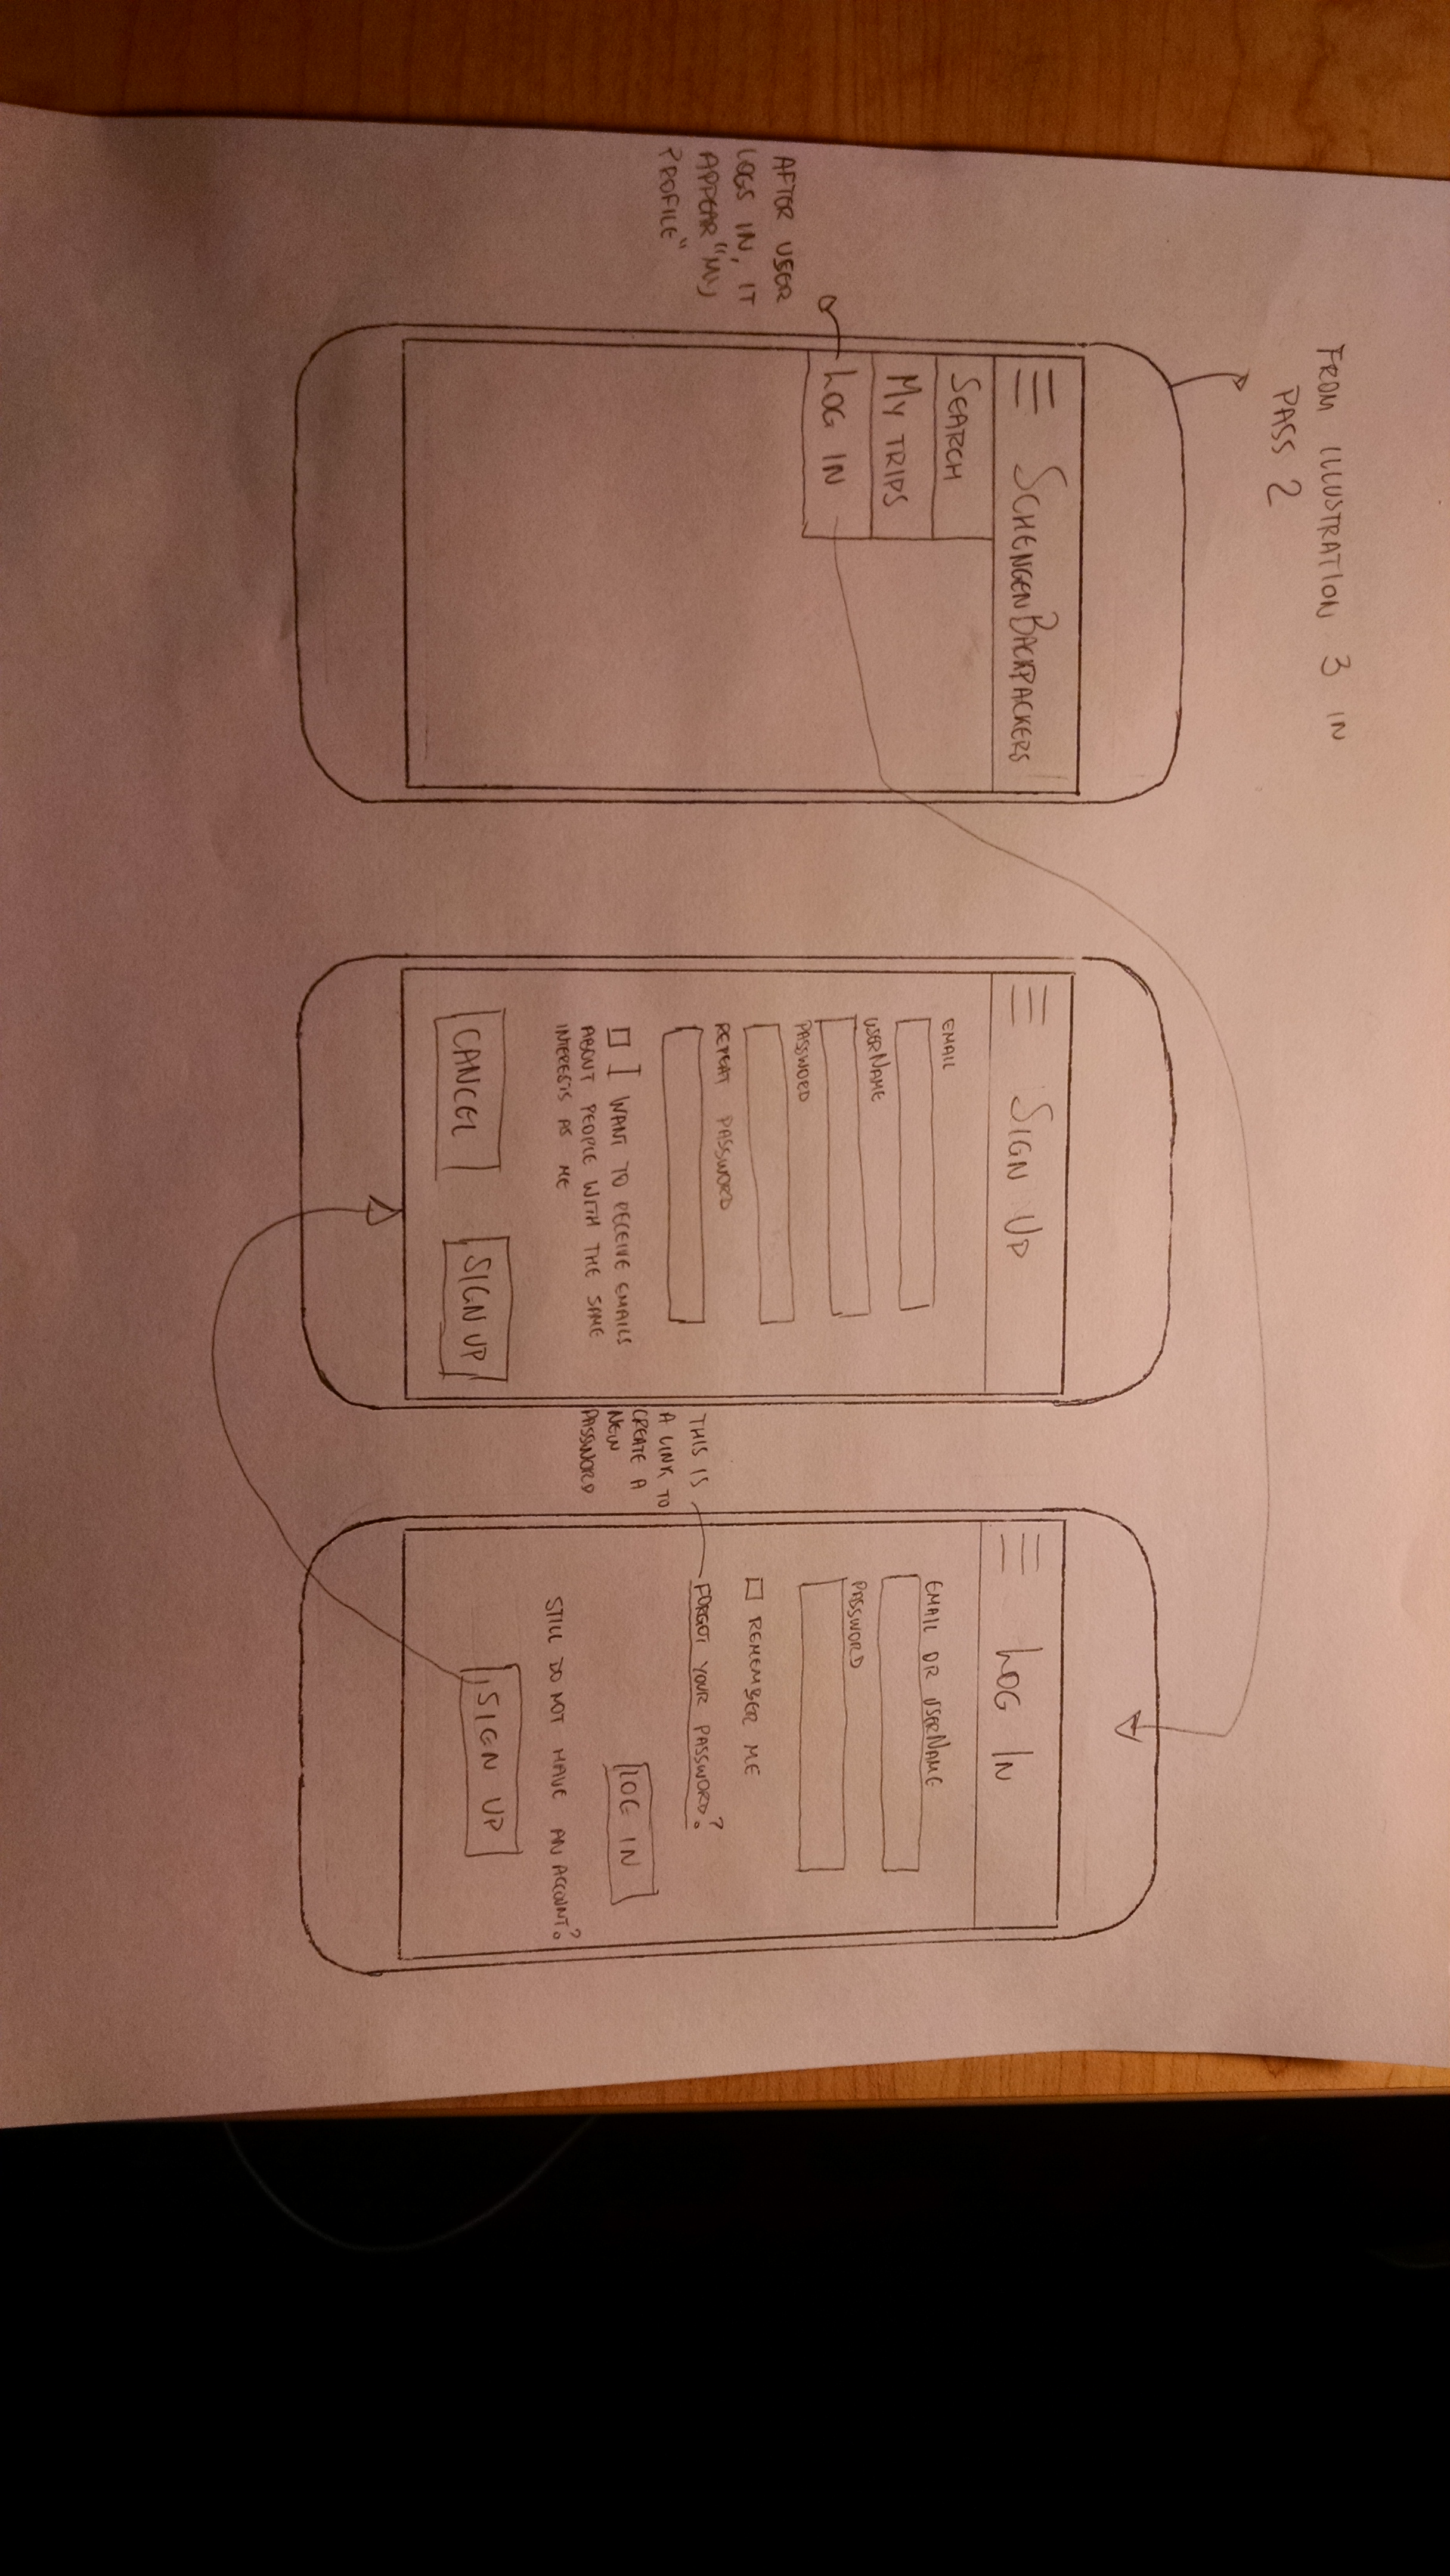 FROM ILLUSTRATION 3 IN
PASS 2
SCHENGENBACKPACKERS
SEARCH
MY TRIPS
LOG IN
AFTER USER
LOGS IN, IT
APPEAR "MY
PROFILE"
SIGN UP
EMAIL
USERNAME
PASSWORD
REPEAT PASSWORD
I WANT TO RECEIVE EMAILS
ABOUT PEOPLE WITH THE SAME
INTERESTS AS ME
CANCEL
SIGN UP
THIS IS
A LINK TO
CREATE A
NEW
PASSWORD
LOG IN
EMAIL OR USERNAME
PASSWORD
REMEMBER ME
FORGOT YOUR PASSWORD?
LOG IN
STILL DO NOT HAVE AN ACCOUNT?
SIGN UP